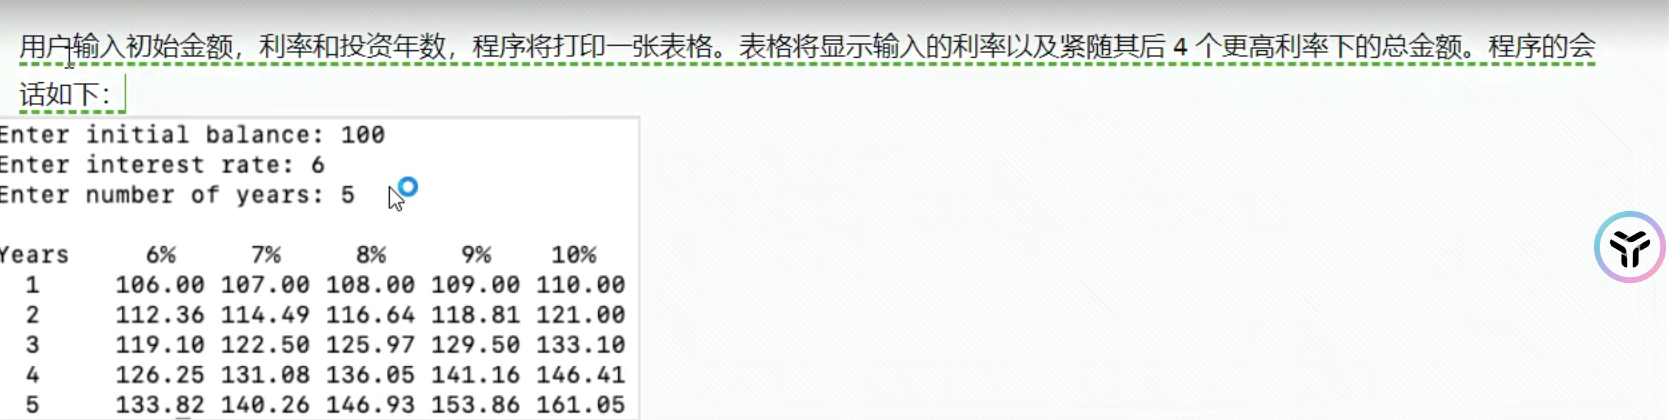 用户输入初始金额，利率和投资年数，程序将打印一张表格。表格将显示输入的利率以及紧随其后 4 个更高利率下的总金额。程序的会
话如下：
Enter initial balance: 100
Enter interest rate: 6
Enter number of years: 5
Years 6% 7% 8% 9% 10%
1 106.00 107.00 108.00 109.00 110.00
2 112.36 114.49 116.64 118.81 121.00
3 119.10 122.50 125.97 129.50 133.10
4 126.25 131.08 136.05 141.16 146.41
5 133.82 140.26 146.93 153.86 161.05